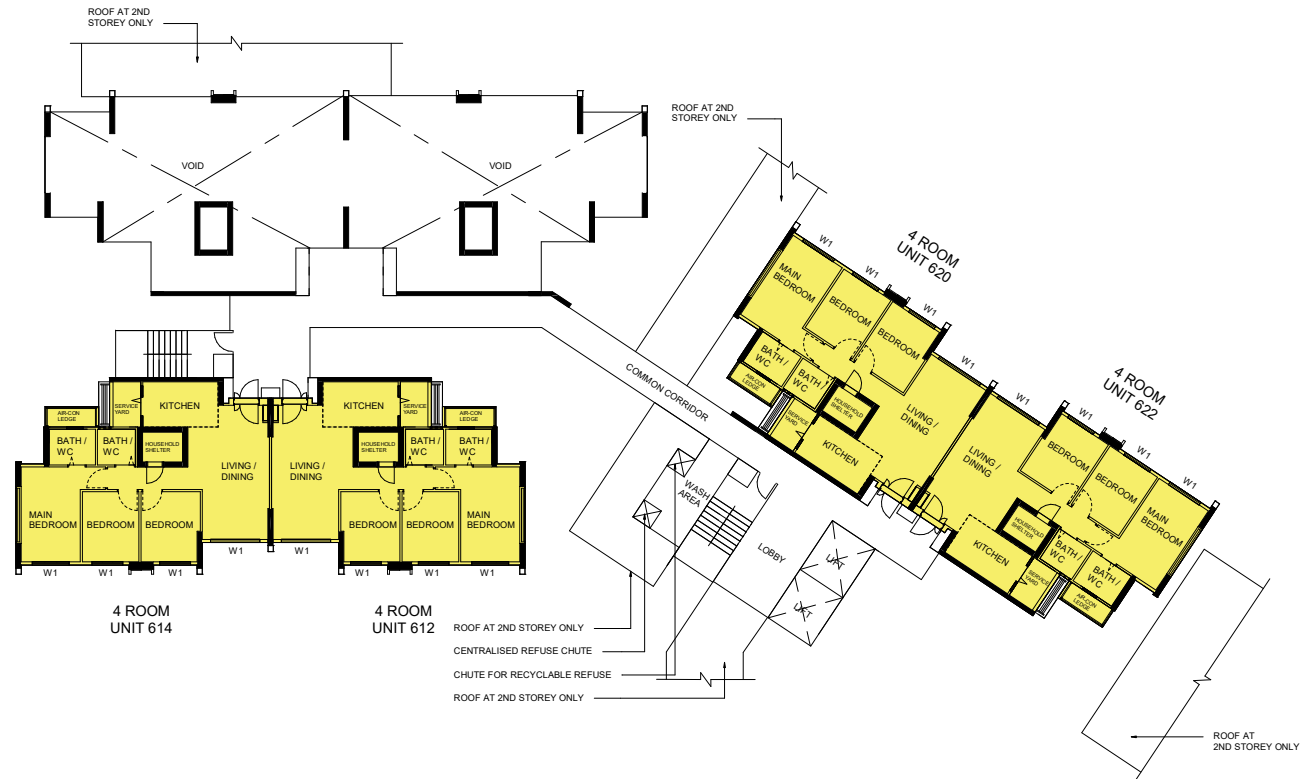 ROOF AT 2ND
STOREY ONLY
VOID
VOID
ROOF AT 2ND
STOREY ONLY
4 ROOM
UNIT 620
W1
W1
W1
W1
MAIN
BEDROOM
BEDROOM
BEDROOM
BATH /
WC
BATH /
WC
AIR-CON
LEDGE
SERVICE
YARD
HOUSEHOLD
SHELTER
KITCHEN
LIVING /
DINING
COMMON CORRIDOR
4 ROOM
UNIT 622
W1
W1
W1
W1
LIVING /
DINING
BEDROOM
BEDROOM
MAIN
BEDROOM
HOUSEHOLD
SHELTER
KITCHEN
BATH /
WC
BATH /
WC
SERVICE
YARD
AIR-CON
LEDGE
AIR-CON
LEDGE
SERVICE
YARD
KITCHEN
BATH /
WC
BATH /
WC
HOUSEHOLD
SHELTER
LIVING /
DINING
MAIN
BEDROOM
BEDROOM
BEDROOM
W1
W1
W1
4 ROOM
UNIT 614
KITCHEN
SERVICE
YARD
AIR-CON
LEDGE
HOUSEHOLD
SHELTER
BATH /
WC
BATH /
WC
LIVING /
DINING
BEDROOM
BEDROOM
MAIN
BEDROOM
W1
W1
W1
4 ROOM
UNIT 612
WASH
AREA
LOBBY
LIFT
LIFT
ROOF AT 2ND STOREY ONLY
CENTRALISED REFUSE CHUTE
CHUTE FOR RECYCLABLE REFUSE
ROOF AT 2ND STOREY ONLY
ROOF AT
2ND STOREY ONLY